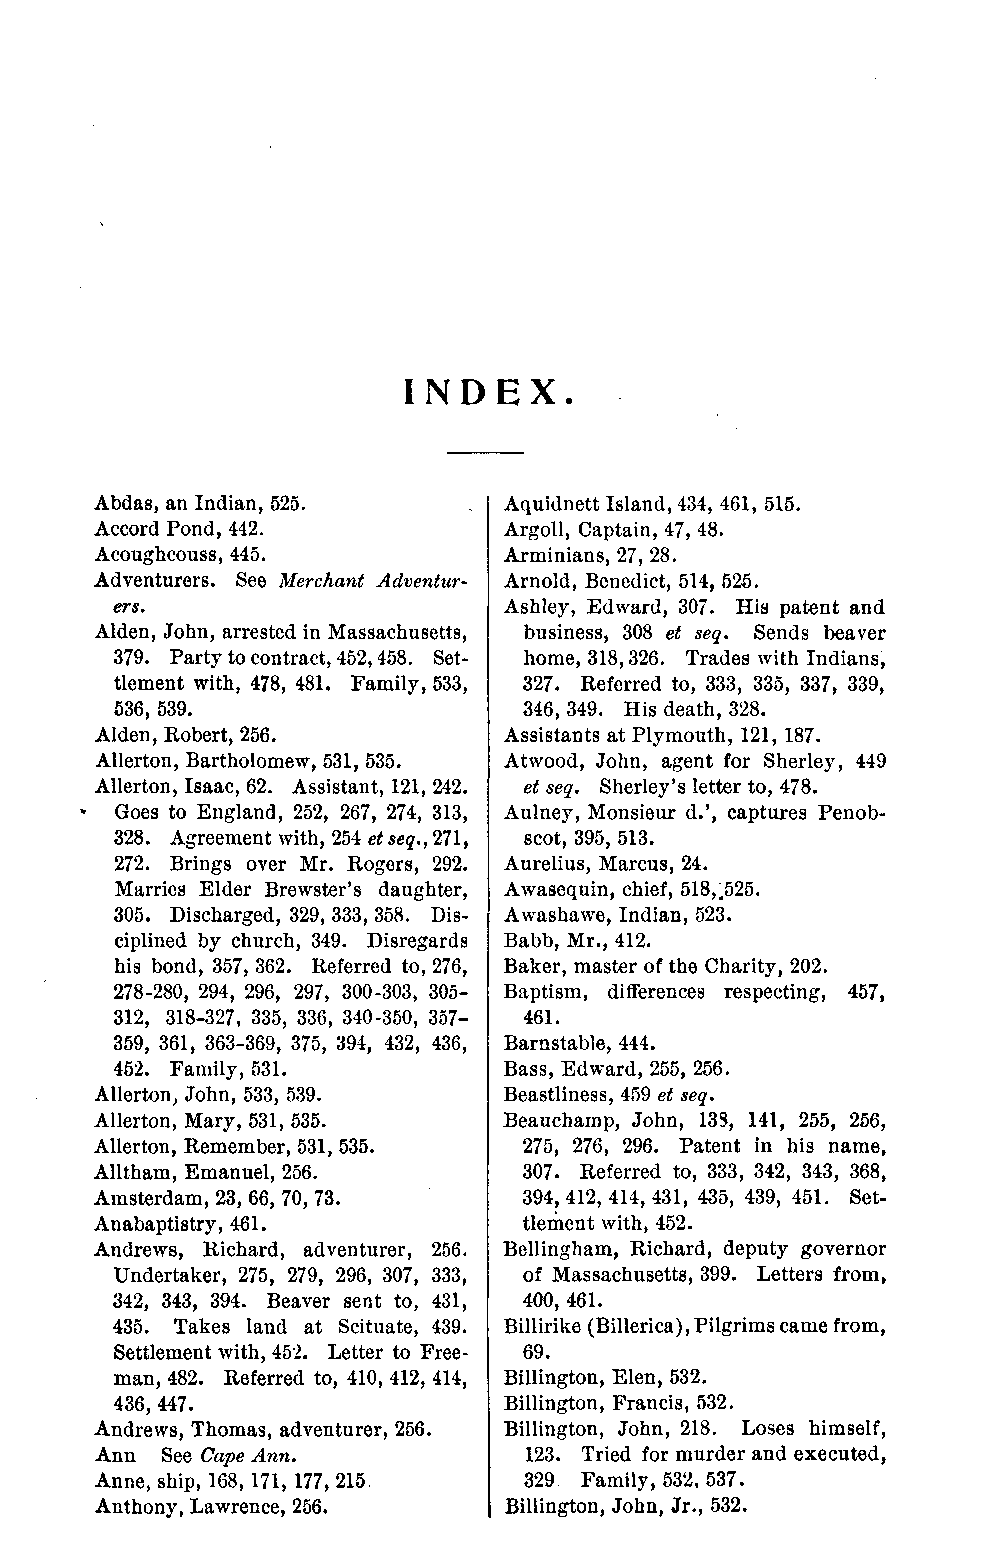 INDEX.
Abdas, an Indian, 525.
Accord Pond, 442.
Acoughcouss, 445.
Adventurers. See Merchant Adventur-
ers.
Alden, John, arrested in Massachusetts,
379. Party to contract, 452, 458. Set-
tlement with, 478, 481. Family, 533,
536, 539.
Alden, Robert, 256.
Allerton, Bartholomew, 531, 535.
Allerton, Isaac, 62. Assistant, 121, 242.
Goes to England, 252, 267, 274, 313,
328. Agreement with, 254 et seq., 271,
272. Brings over Mr. Rogers, 292.
Marries Elder Brewster's daughter,
305. Discharged, 329, 333, 358. Dis-
ciplined by church, 349. Disregards
his bond, 357, 362. Referred to, 276,
278-280, 294, 296, 297, 300-303, 305-
312, 318-327, 335, 336, 340-350, 357-
359, 361, 363-369, 375, 394, 432, 436,
452. Family, 531.
Allerton, John, 533, 539.
Allerton, Mary, 531, 535.
Allerton, Remember, 531, 535.
Alltham, Emanuel, 256.
Amsterdam, 23, 66, 70, 73.
Anabaptistry, 461.
Andrews, Richard, adventurer, 256.
Undertaker, 275, 279, 296, 307, 333,
342, 343, 394. Beaver sent to, 431,
435. Takes land at Scituate, 439.
Settlement with, 452. Letter to Free-
man, 482. Referred to, 410, 412, 414,
436, 447.
Andrews, Thomas, adventurer, 256.
Ann See Cape Ann.
Anne, ship, 168, 171, 177, 215.
Anthony, Lawrence, 256.
Aquidnett Island, 434, 461, 515.
Argoll, Captain, 47, 48.
Arminians, 27, 28.
Arnold, Benedict, 514, 525.
Ashley, Edward, 307. His patent and
business, 308 et seq. Sends beaver
home, 318, 326. Trades with Indians,
327. Referred to, 333, 335, 337, 339,
346, 349. His death, 328.
Assistants at Plymouth, 121, 187.
Atwood, John, agent for Sherley, 449
et seq. Sherley's letter to, 478.
Aulney, Monsieur d.', captures Penob-
scot, 395, 513.
Aurelius, Marcus, 24.
Awasequin, chief, 518, 525.
Awashawe, Indian, 523.
Babb, Mr., 412.
Baker, master of the Charity, 202.
Baptism, differences respecting, 457,
461.
Barnstable, 444.
Bass, Edward, 255, 256.
Beastliness, 459 et seq.
Beauchamp, John, 138, 141, 255, 256,
275, 276, 296. Patent in his name,
307. Referred to, 333, 342, 343, 368,
394, 412, 414, 431, 435, 439, 451. Set-
tlement with, 452.
Bellingham, Richard, deputy governor
of Massachusetts, 399. Letters from,
400, 461.
Billirike (Billerica), Pilgrims came from,
69.
Billington, Elen, 532.
Billington, Francis, 532.
Billington, John, 218. Loses himself,
123. Tried for murder and executed,
329. Family, 532, 537.
Billington, John, Jr., 532.